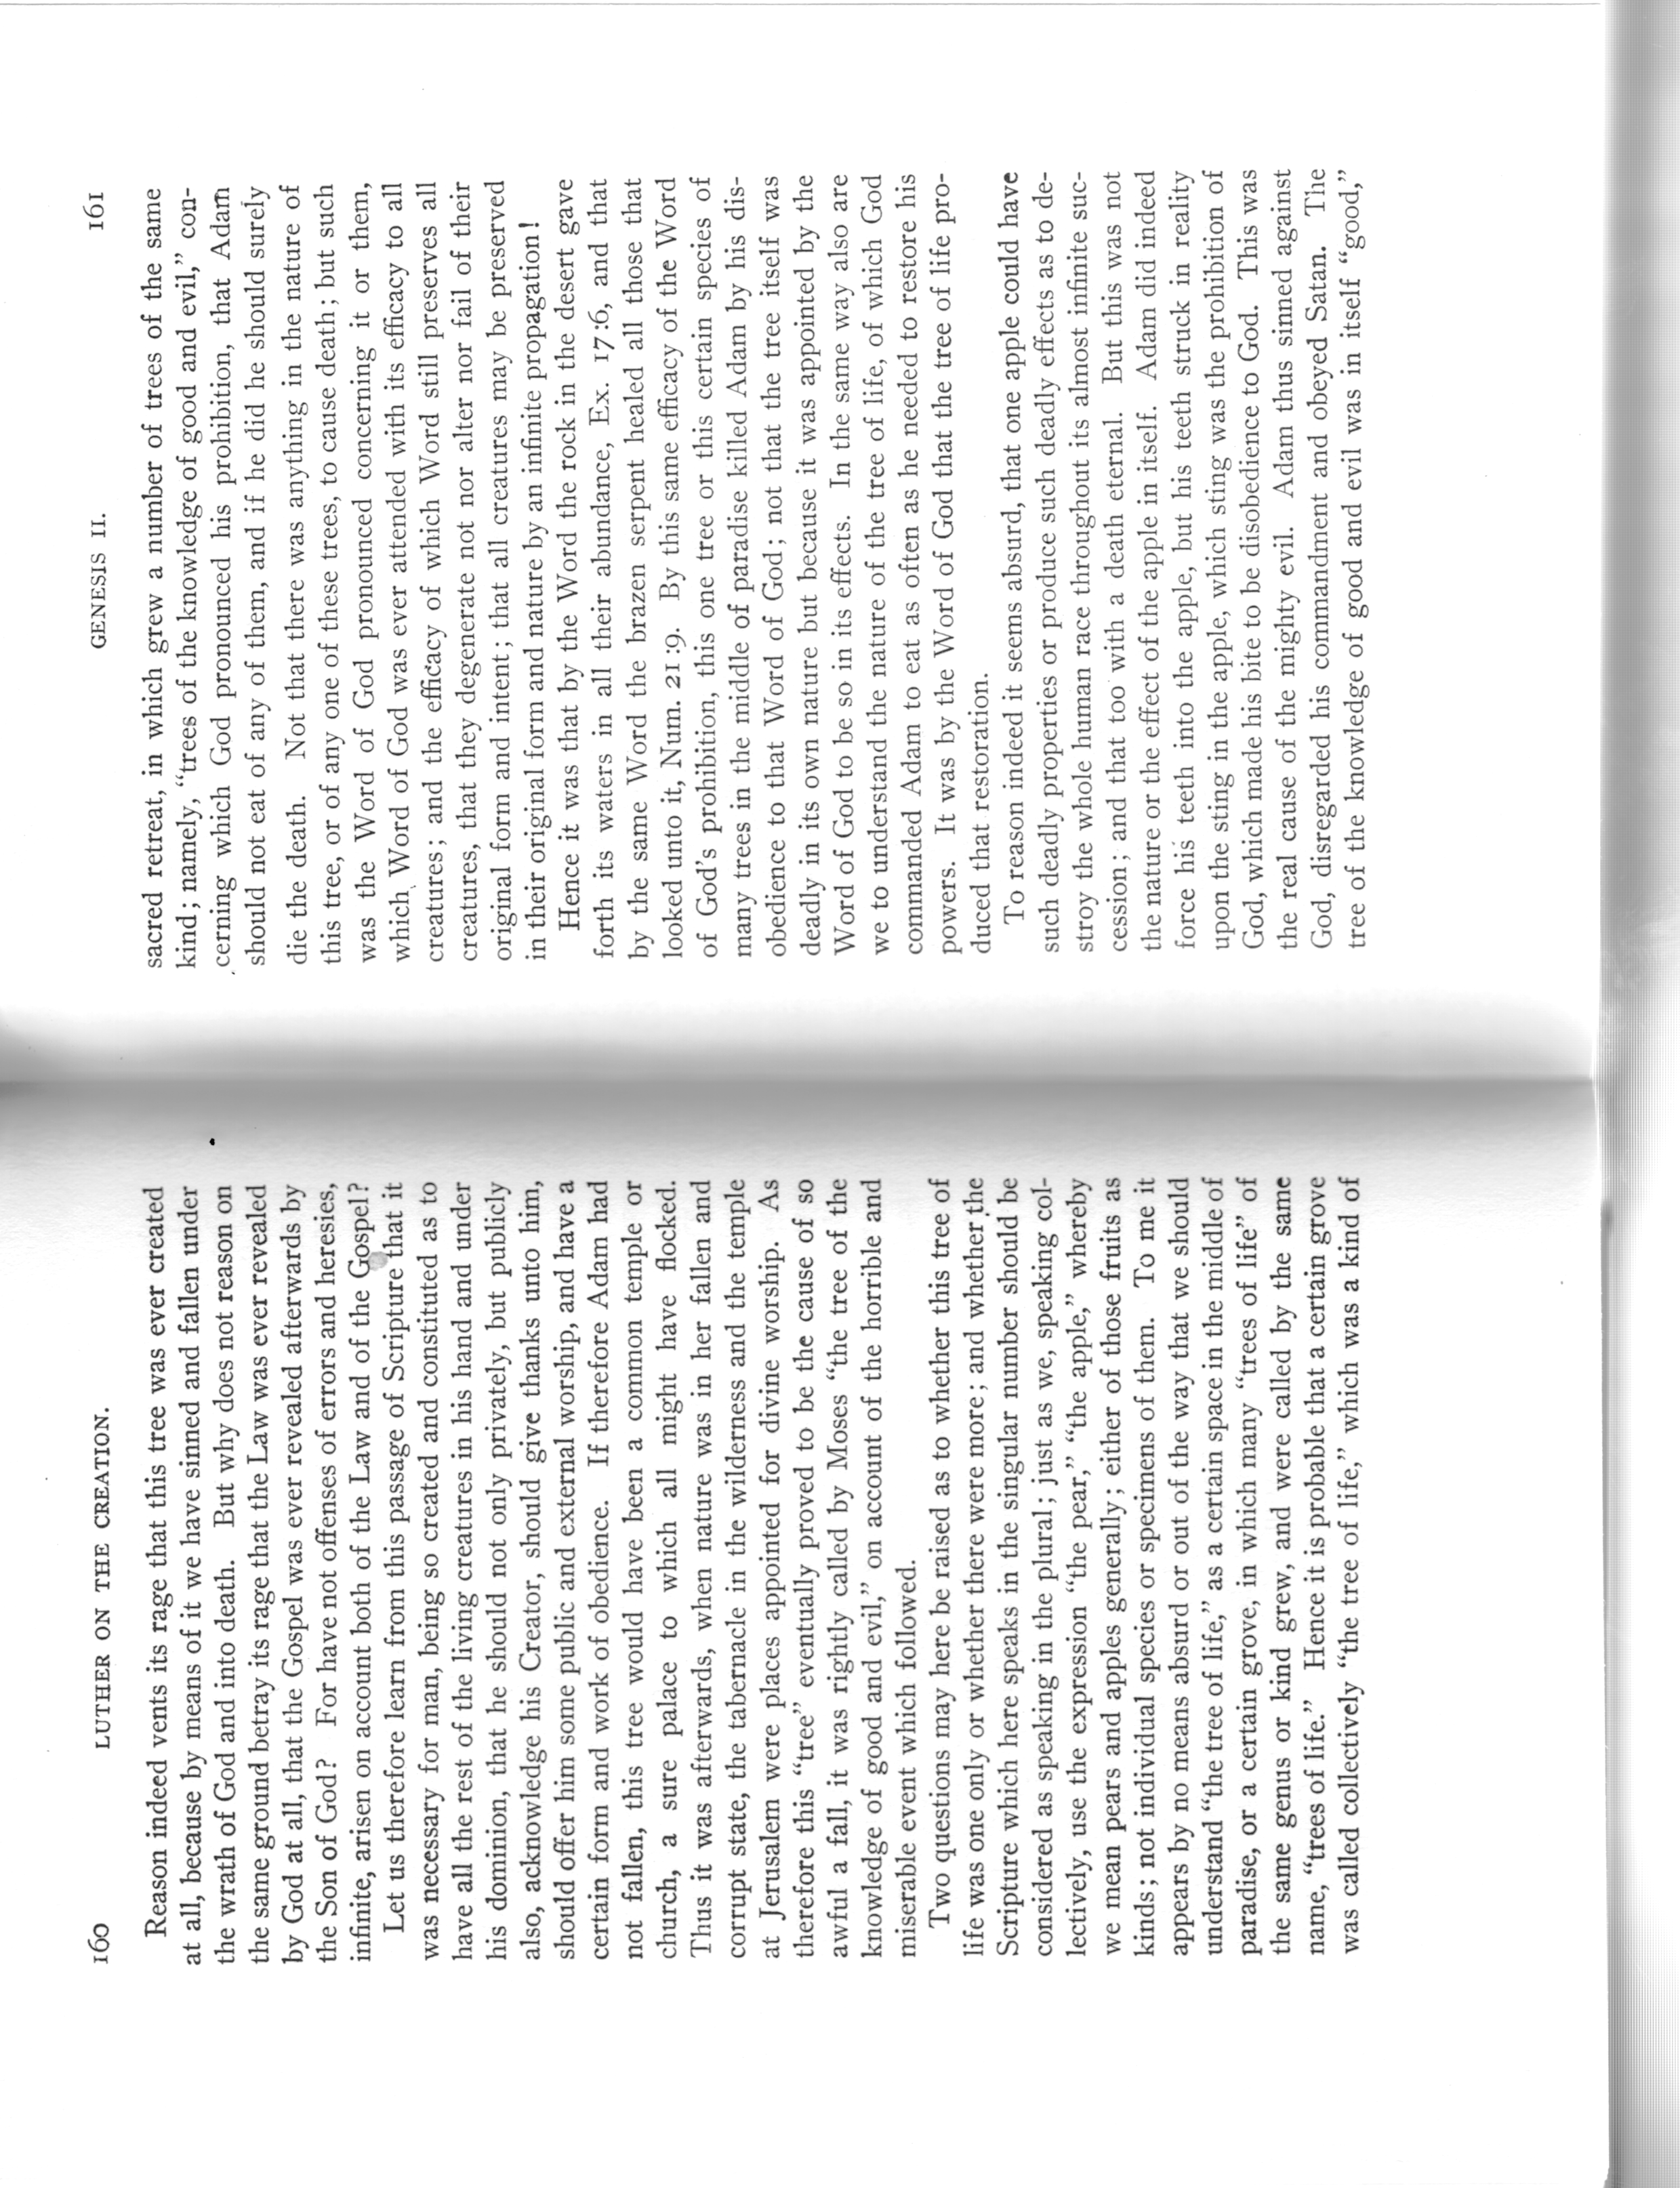 160 LUTHER ON THE CREATION.
Reason indeed vents its rage that this tree was ever created
at all, because by means of it we have sinned and fallen under
the wrath of God and into death. But why does not reason on
the same ground betray its rage that the Law was ever revealed
by God at all, that the Gospel was ever revealed afterwards by
the Son of God? For have not offenses of errors and heresies,
infinite, arisen on account both of the Law and of the Gospel?
Let us therefore learn from this passage of Scripture that it
was necessary for man, being so created and constituted as to
have all the rest of the living creatures in his hand and under
his dominion, that he should not only privately, but publicly
also, acknowledge his Creator, should give thanks unto him,
should offer him some public and external worship, and have a
certain form and work of obedience. If therefore Adam had
not fallen, this tree would have been a common temple or
church, a sure palace to which all might have flocked.
Thus it was afterwards, when nature was in her fallen and
corrupt state, the tabernacle in the wilderness and the temple
at Jerusalem were places appointed for divine worship. As
therefore this “tree” eventually proved to be the cause of so
awful a fall, it was rightly called by Moses “the tree of the
knowledge of good and evil,” on account of the horrible and
miserable event which followed.
Two questions may here be raised as to whether this tree of
life was one only or whether there were more; and whether the
Scripture which here speaks in the singular number should be
considered as speaking in the plural; just as we, speaking col-
lectively, use the expression “the pear,” “the apple,” whereby
we mean pears and apples generally; either of those fruits as
kinds; not individual species or specimens of them. To me it
appears by no means absurd or out of the way that we should
understand “the tree of life,” as a certain space in the middle of
paradise, or a certain grove, in which many “trees of life” of
the same genus or kind grew, and were called by the same
name, “trees of life.” Hence it is probable that a certain grove
was called collectively “the tree of life,” which was a kind of
GENESIS II. 161
sacred retreat, in which grew a number of trees of the same
kind; namely, “trees of the knowledge of good and evil,” con-
cerning which God pronounced his prohibition, that Adam
should not eat of any of them, and if he did he should surely
die the death. Not that there was anything in the nature of
this tree, or of any one of these trees, to cause death; but such
was the Word of God pronounced concerning it or them,
which Word of God was ever attended with its efficacy to all
creatures; and the efficacy of which Word still preserves all
creatures, that they degenerate not nor alter nor fail of their
original form and intent; that all creatures may be preserved
in their original form and nature by an infinite propagation!
Hence it was that by the Word the rock in the desert gave
forth its waters in all their abundance, Ex. 17:6, and that
by the same Word the brazen serpent healed all those that
looked unto it, Num. 21:9. By this same efficacy of the Word
of God's prohibition, this one tree or this certain species of
many trees in the middle of paradise killed Adam by his dis-
obedience to that Word of God; not that the tree itself was
deadly in its own nature but because it was appointed by the
Word of God to be so in its effects. In the same way also are
we to understand the nature of the tree of life, of which God
commanded Adam to eat as often as he needed to restore his
powers. It was by the Word of God that the tree of life pro-
duced that restoration.
To reason indeed it seems absurd, that one apple could have
such deadly properties or produce such deadly effects as to de-
stroy the whole human race throughout its almost infinite suc-
cession; and that too with a death eternal. But this was not
the nature or the effect of the apple in itself. Adam did indeed
force his teeth into the apple, but his teeth struck in reality
upon the sting in the apple, which sting was the prohibition of
God, which made his bite to be disobedience to God. This was
the real cause of the mighty evil. Adam thus sinned against
God, disregarded his commandment and obeyed Satan. The
tree of the knowledge of good and evil was in itself “good,”